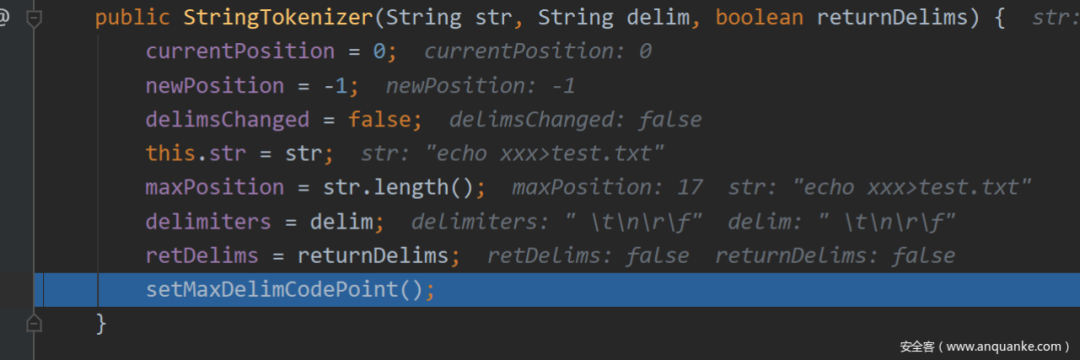 @ public StringTokenizer(String str, String delim, boolean returnDelims) { str:
currentPosition = 0; currentPosition: 0
newPosition = -1; newPosition: -1
delimsChanged = false; delimsChanged: false
this.str = str; str: "echo xxx>test.txt"
maxPosition = str.length(); maxPosition: 17 str: "echo xxx>test.txt"
delimiters = delim; delimiters: " \t\n\r\f" delim: " \t\n\r\f"
retDelims = returnDelims; retDelims: false returnDelims: false
setMaxDelimCodePoint();
}
安全客（www.anquanke.com）